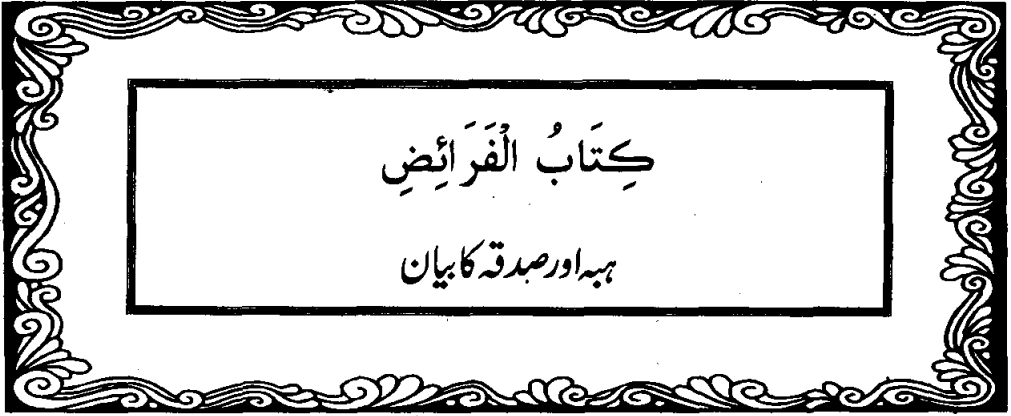 كِتَابُ الْفَرَائِضِ
ہبہ اور صدقہ کا بیان